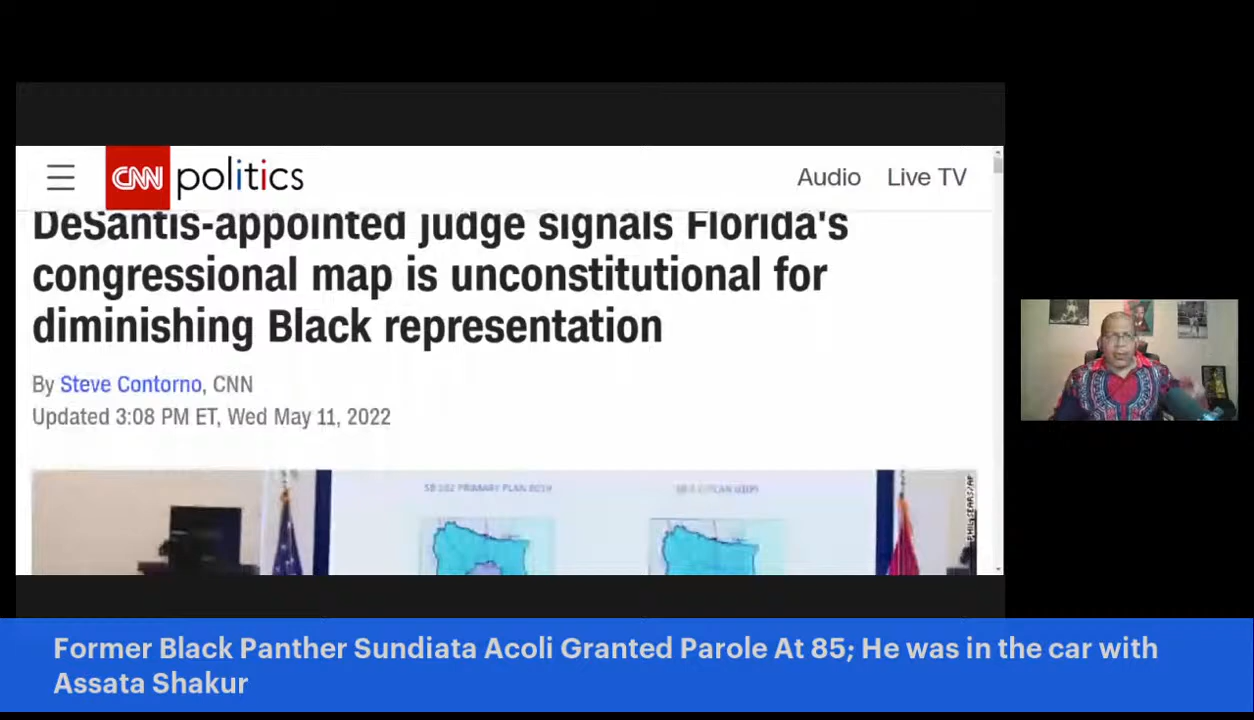 CNN politics
Audio Live TV
DeSantis-appointed judge signals Florida's
congressional map is unconstitutional for
diminishing Black representation
By Steve Contorno, CNN
Updated 3:08 PM ET, Wed May 11, 2022
Former Black Panther Sundiata Acoli Granted Parole At 85; He was in the car with
Assata Shakur